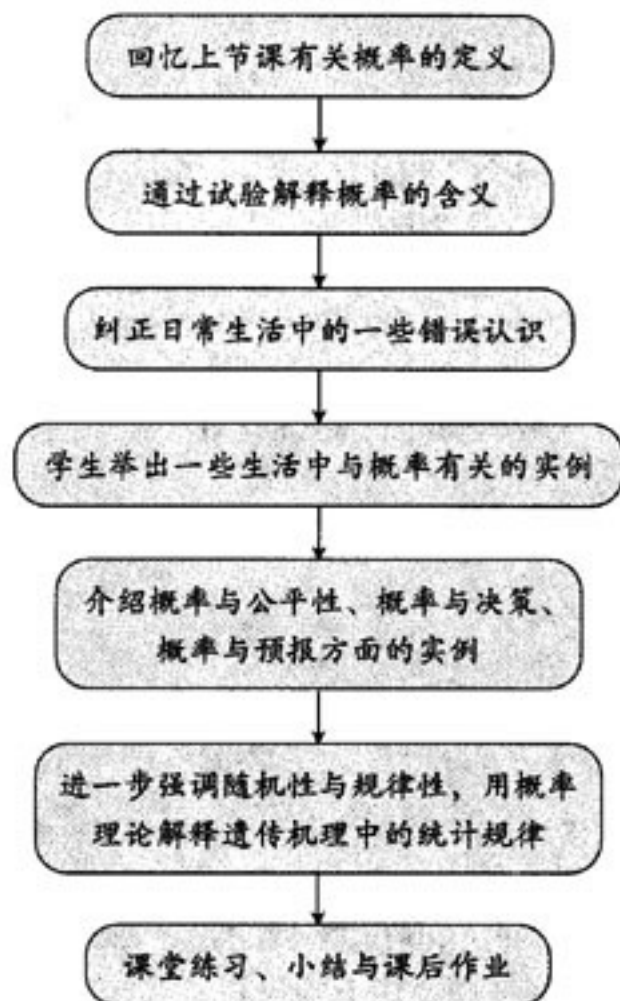 回忆上节课有关概率的定义
通过试验解释概率的含义
纠正日常生活中的一些错误认识
学生举出一些生活中与概率有关的实例
介绍概率与公平性、概率与决策、
概率与预报方面的实例
进一步强调随机性与规律性，用概率
理论解释遗传机理中的统计规律
课堂练习、小结与课后作业